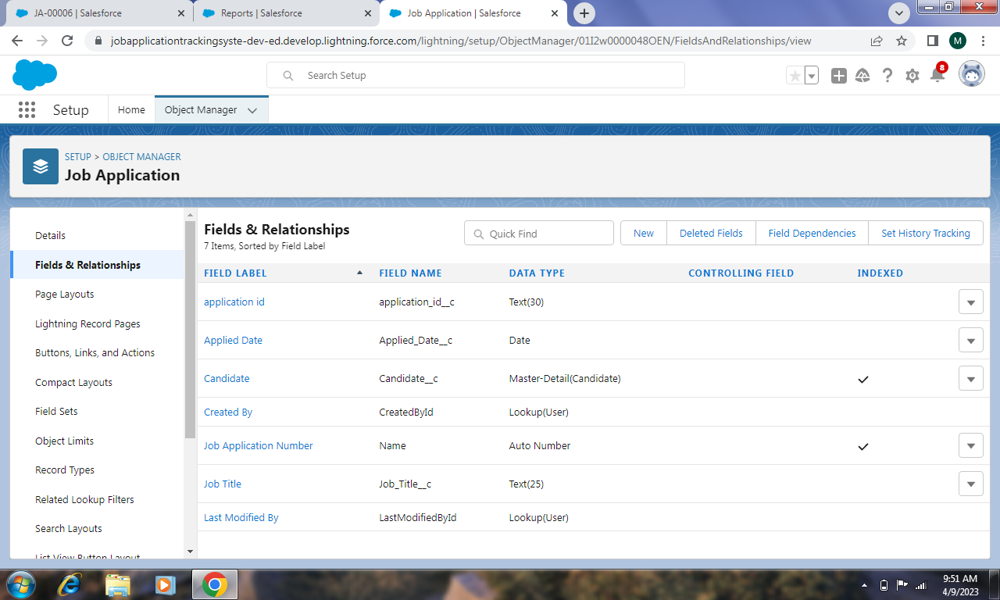 JA-00006 | Salesforce
Reports | Salesforce
Job Application | Salesforce
jobapplicationtrackingsyste-dev-ed.develop.lightning.force.com/lightning/setup/ObjectManager/01I2w0000048OEN/FieldsAndRelationships/view
M
Search Setup
8
Setup
Home
Object Manager
SETUP > OBJECT MANAGER
Job Application
Details
Fields & Relationships
Page Layouts
Lightning Record Pages
Buttons, Links, and Actions
Compact Layouts
Field Sets
Object Limits
Record Types
Related Lookup Filters
Search Layouts
List View Button Layout
Fields & Relationships
7 Items, Sorted by Field Label
Quick Find
New
Deleted Fields
Field Dependencies
Set History Tracking
FIELD LABEL FIELD NAME DATA TYPE CONTROLLING FIELD INDEXED
application id application_id__c Text(30)
Applied Date Applied_Date__c Date
Candidate Candidate__c Master-Detail(Candidate)
Created By CreatedById Lookup(User)
Job Application Number Name Auto Number
Job Title Job_Title__c Text(25)
Last Modified By LastModifiedById Lookup(User)
9:51 AM
4/9/2023